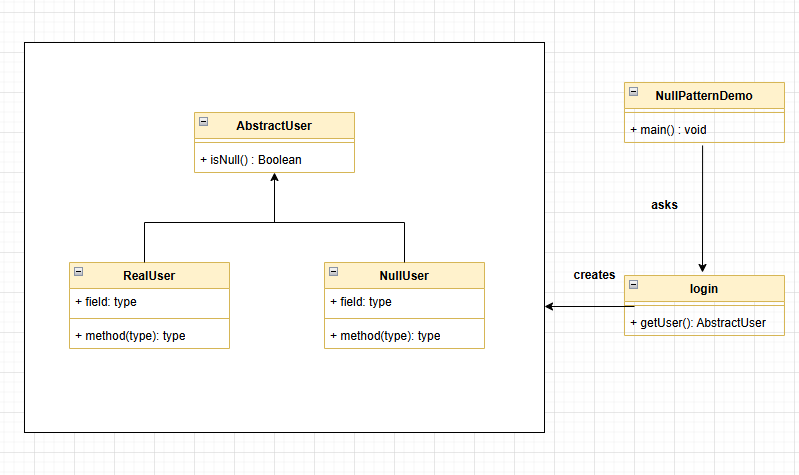 AbstractUser
+ isNull() : Boolean
RealUser
+ field: type
+ method(type): type
NullUser
+ field: type
+ method(type): type
NullPatternDemo
+ main() : void
asks
creates
login
+ getUser(): AbstractUser